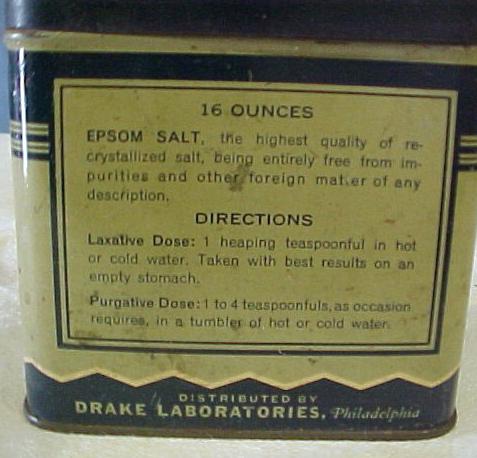 16 OUNCES
EPSOM SALT, the highest quality of re-
crystallized salt, being entirely free from im-
purities and other foreign matter of any
description.
DIRECTIONS
Laxative Dose: 1 heaping teaspoonful in hot
or cold water. Taken with best results on an
empty stomach.
Purgative Dose: 1 to 4 teaspoonfuls, as occasion
requires, in a tumbler of hot or cold water.
DISTRIBUTED BY
DRAKE LABORATORIES, Philadelphia